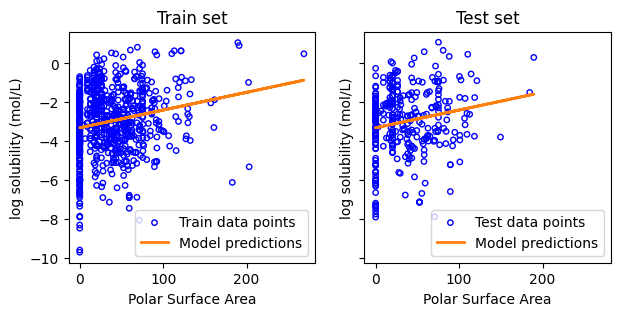 Train set
Test set
log solubility (mol/L)
0
−2
−4
−6
−8
−10
Train data points
Model predictions
0
100
200
Polar Surface Area
log solubility (mol/L)
Test data points
Model predictions
0
100
200
Polar Surface Area